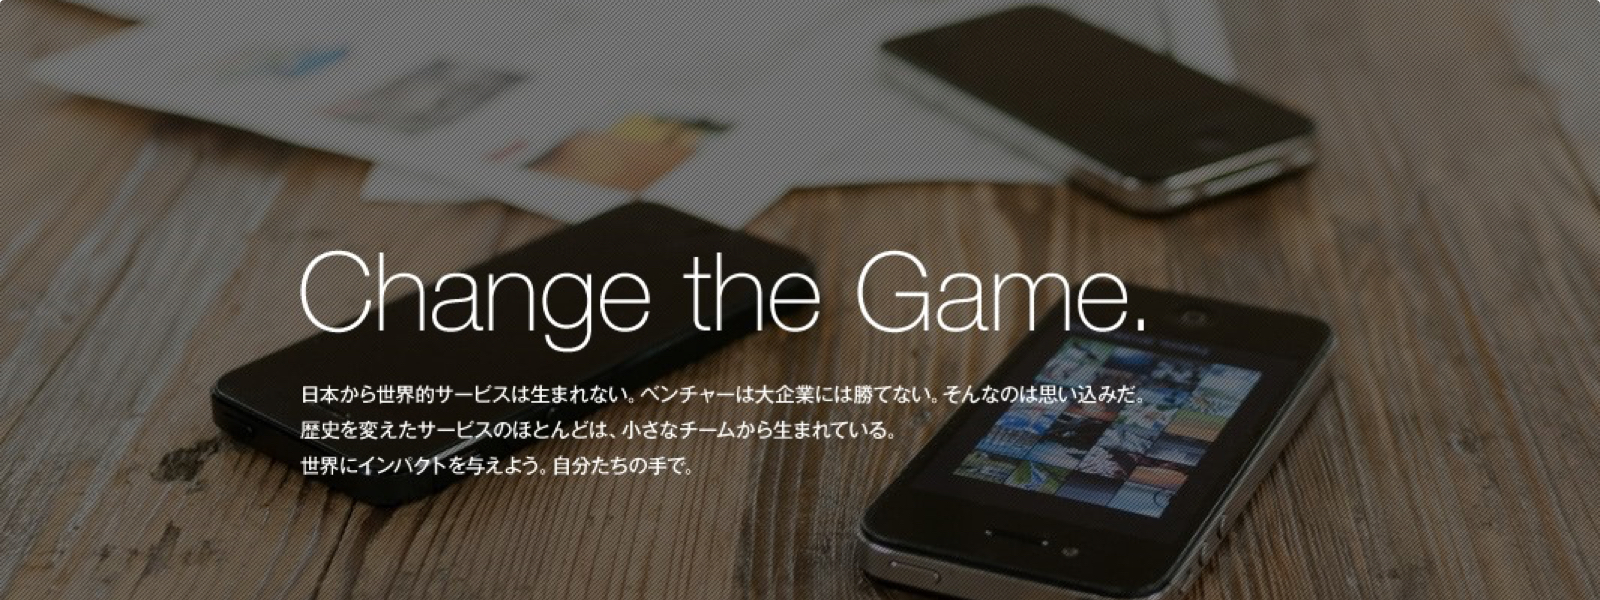 Change the Game.
日本から世界的サービスは生まれない。ベンチャーは大企業には勝てない。そんなのは思い込みだ。
歴史を変えたサービスのほとんどは、小さなチームから生まれている。
世界にインパクトを与えよう。自分たちの手で。